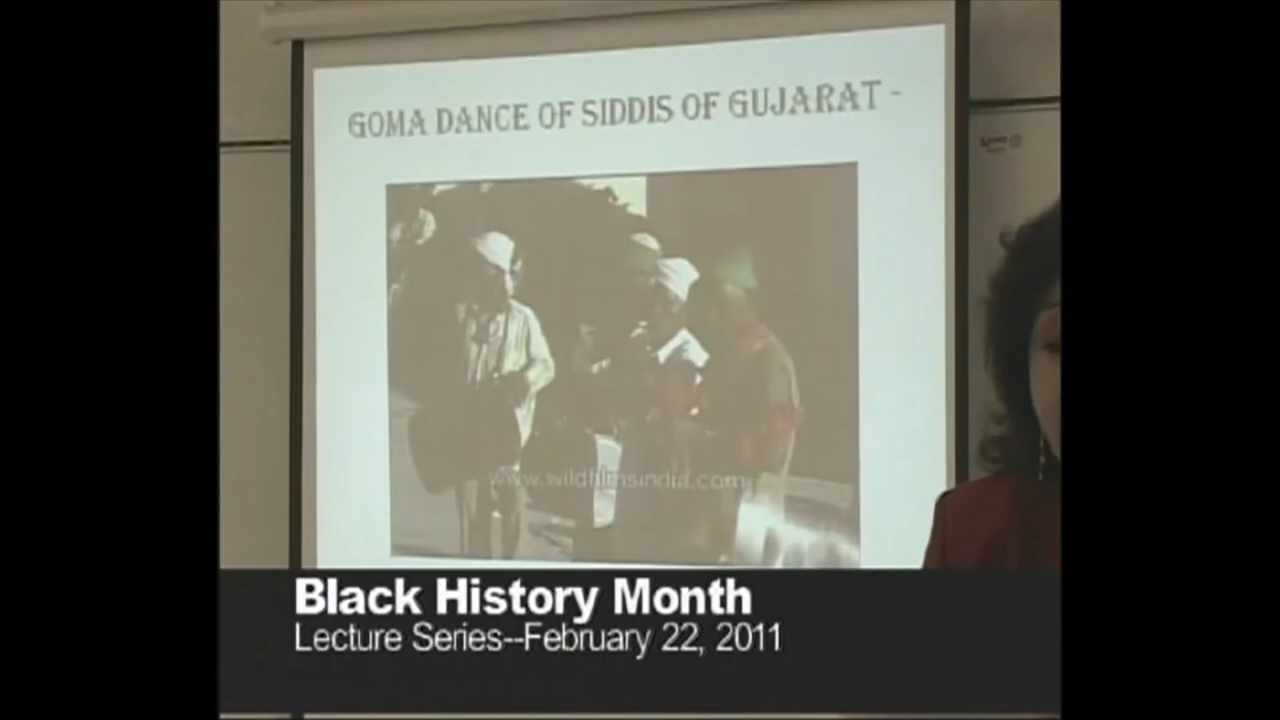 GOMA DANCE OF SIDDIS OF GUJARAT -
www.wildfilmsindia.com
Black History Month
Lecture Series--February 22, 2011